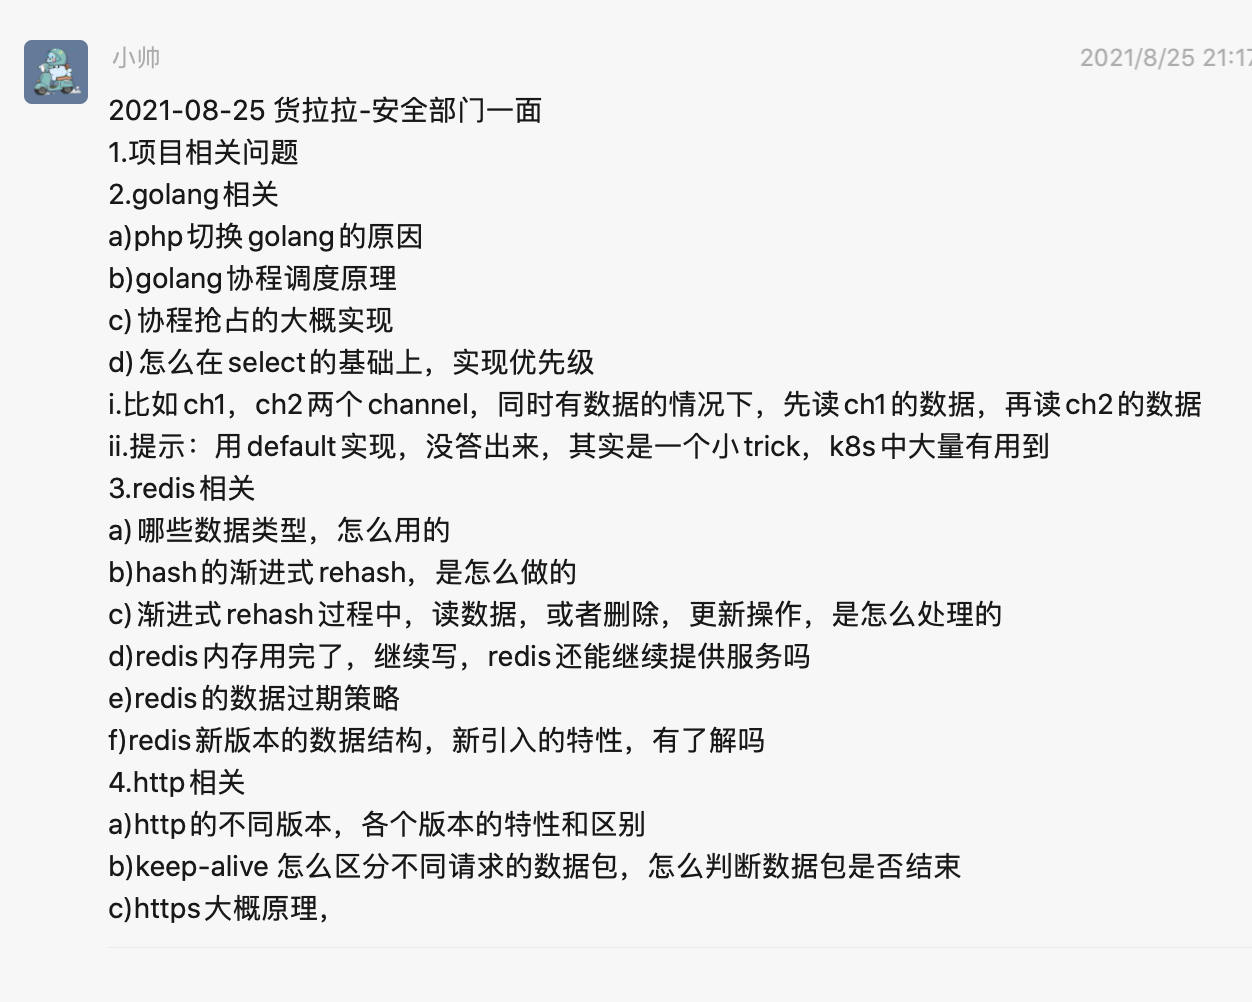 小帅
2021/8/25 21:17
2021-08-25 货拉拉-安全部门一面
1.项目相关问题
2.golang相关
a)php切换golang的原因
b)golang协程调度原理
c)协程抢占的大概实现
d)怎么在select的基础上，实现优先级
i.比如ch1，ch2两个channel，同时有数据的情况下，先读ch1的数据，再读ch2的数据
ii.提示：用default实现，没答出来，其实是一个小trick，k8s中大量有用到
3.redis相关
a)哪些数据类型，怎么用的
b)hash的渐进式rehash，是怎么做的
c)渐进式rehash过程中，读数据，或者删除，更新操作，是怎么处理的
d)redis内存用完了，继续写，redis还能继续提供服务吗
e)redis的数据过期策略
f)redis新版本的数据结构，新引入的特性，有了解吗
4.http相关
a)http的不同版本，各个版本的特性和区别
b)keep-alive 怎么区分不同请求的数据包，怎么判断数据包是否结束
c)https大概原理，